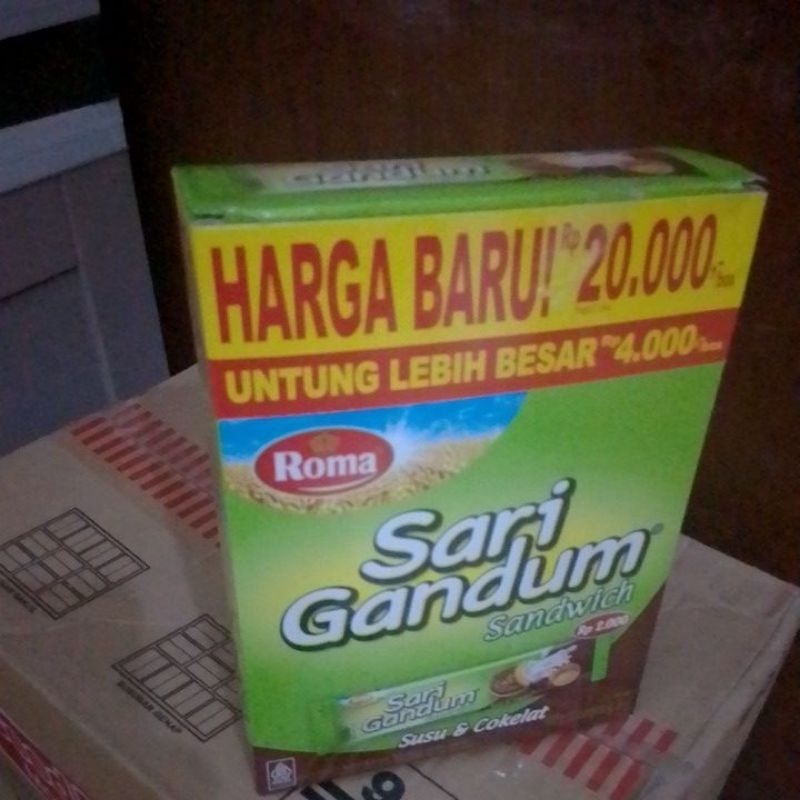 HARGA BARU! Rp 20.000 /box
UNTUNG LEBIH BESAR Rp 4.000 /box
Roma
Sari
Gandum
Sandwich
Rp 2.000
Sari
Gandum
Susu & Cokelat